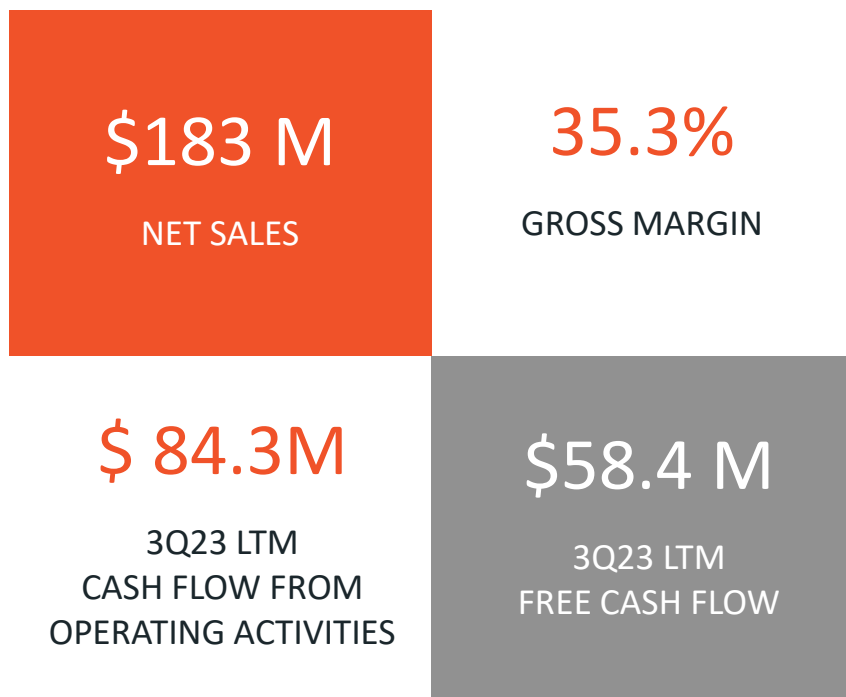 $183 M
NET SALES
35.3%
GROSS MARGIN
$ 84.3M
3Q23 LTM
CASH FLOW FROM
OPERATING ACTIVITIES
$58.4 M
3Q23 LTM
FREE CASH FLOW